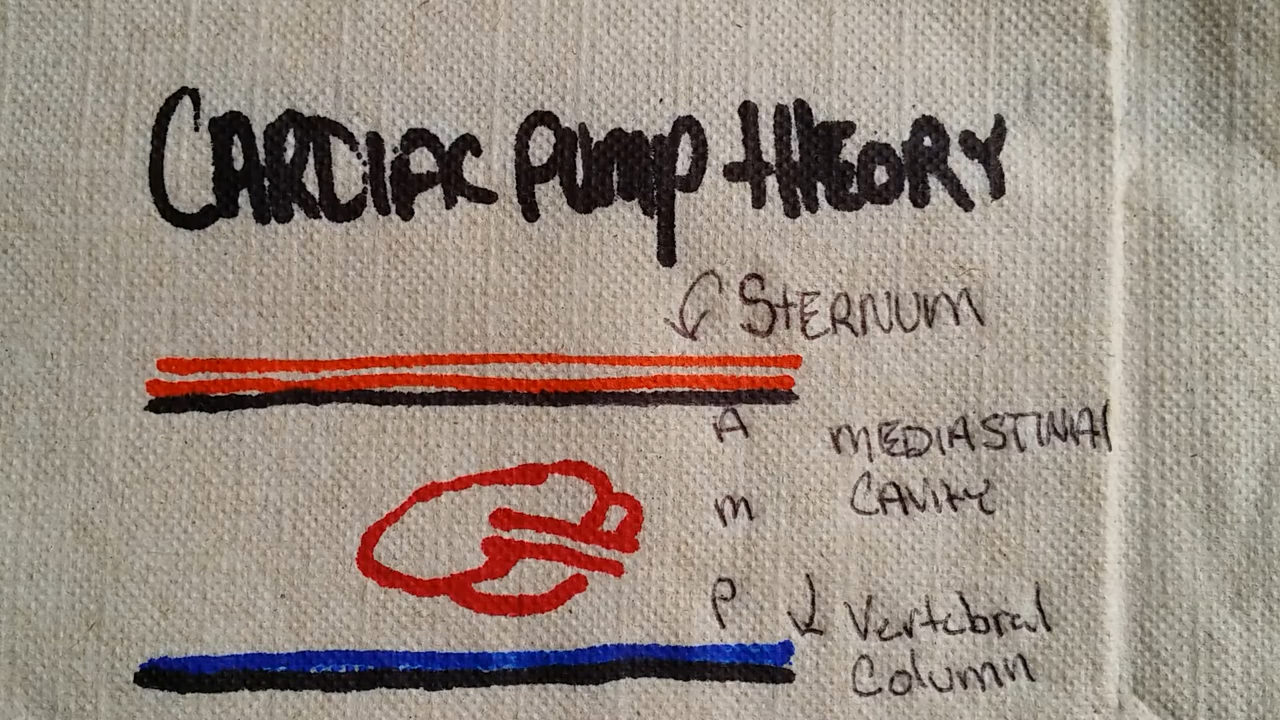 CARDIAC PUMP THEORY
STERNUM
A
MEDIASTINAl
M
CAVITY
P
Vertebral
Column